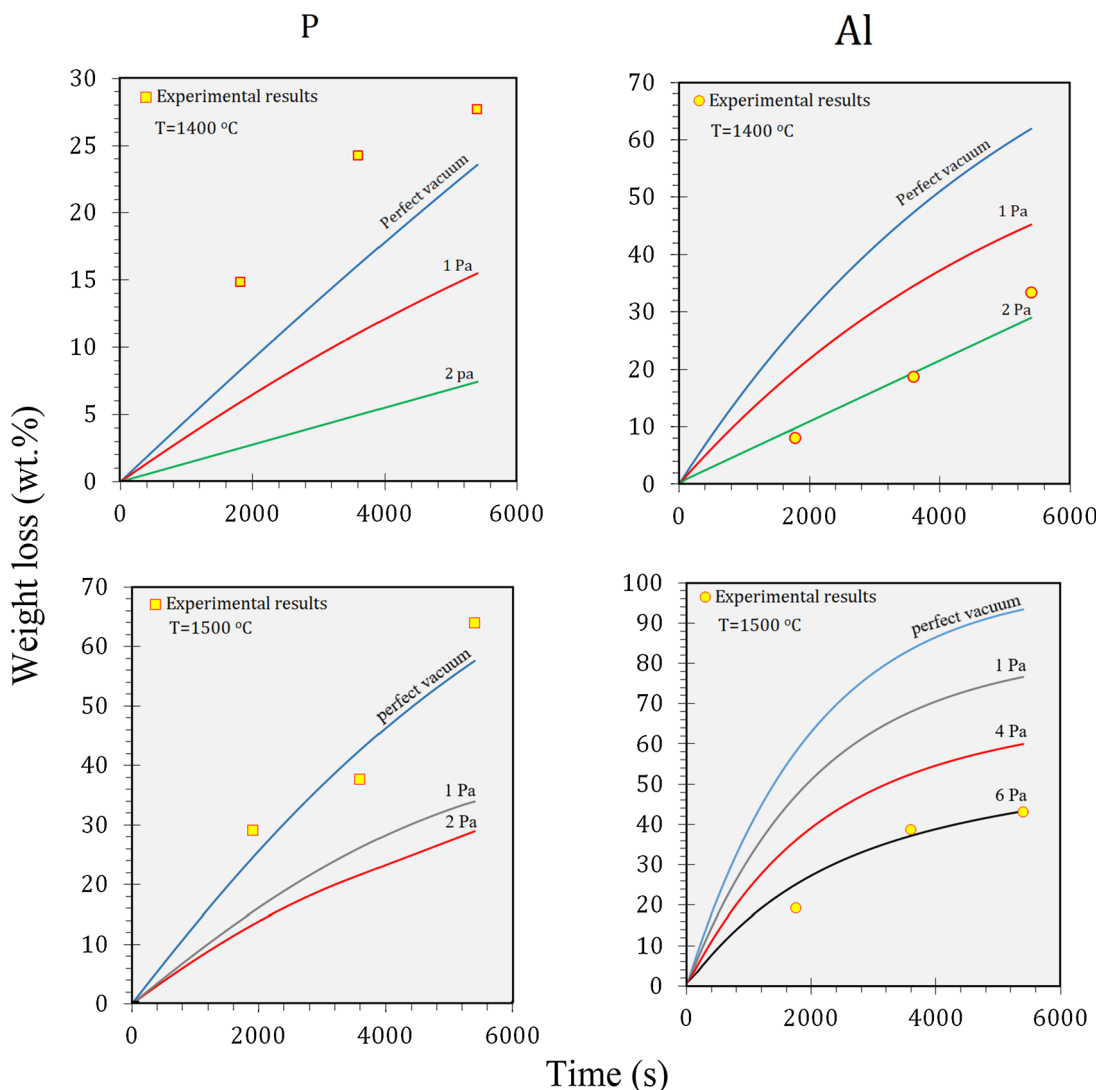 P
Al
Weight loss (wt.%)
30
25
20
15
10
5
0
0 2000 4000 6000
Experimental results
T=1400 °C
Perfect vacuum
1 Pa
2 pa
70
60
50
40
30
20
10
0
0 2000 4000 6000
Experimental results
T=1400 °C
Perfect vacuum
1 Pa
2 Pa
70
60
50
40
30
20
10
0
0 2000 4000 6000
Experimental results
T=1500 °C
perfect vacuum
1 Pa
2 Pa
100
90
80
70
60
50
40
30
20
10
0
0 2000 4000 6000
Experimental results
T=1500 °C
perfect vacuum
1 Pa
4 Pa
6 Pa
Time (s)